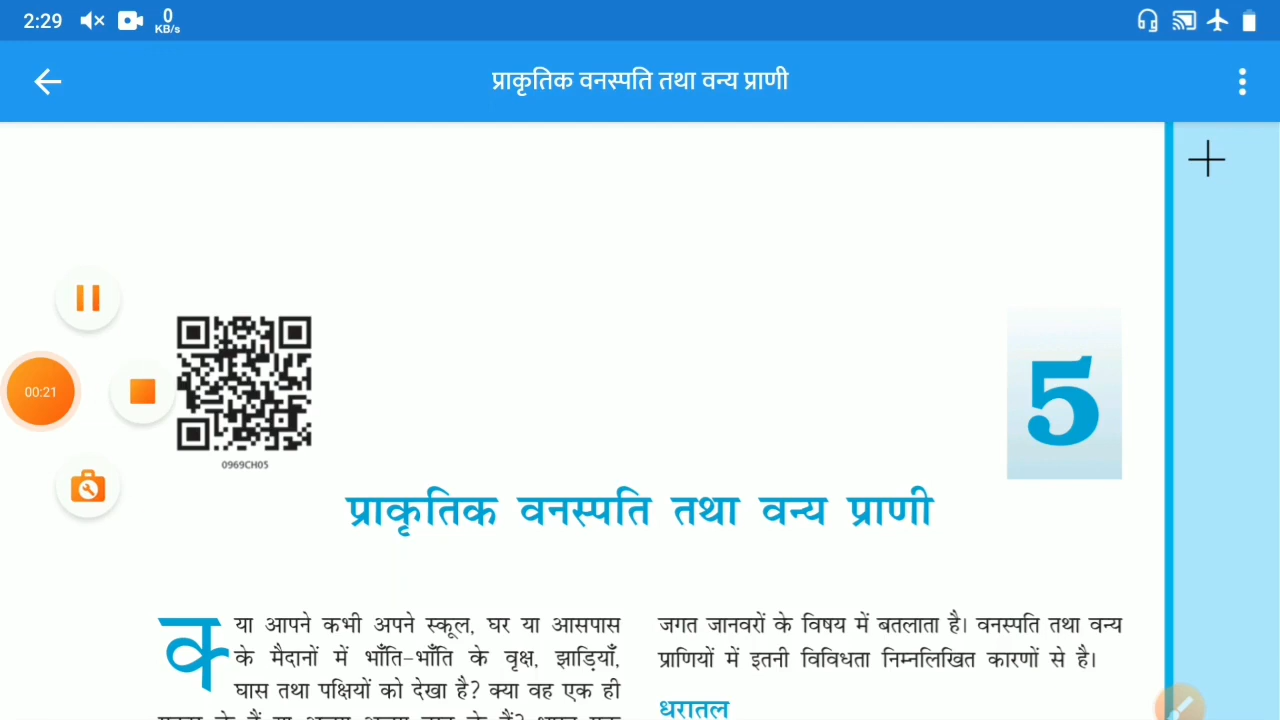 2:29
0
KB/s
प्राकृतिक वनस्पति तथा वन्य प्राणी
00:21
0969CH05
5
प्राकृतिक वनस्पति तथा वन्य प्राणी
क्या आपने कभी अपने स्कूल, घर या आसपास
के मैदानों में भाँति-भाँति के वृक्ष, झाड़ियाँ,
घास तथा पक्षियों को देखा है? क्या वह एक ही
जगत जानवरों के विषय में बतलाता है। वनस्पति तथा वन्य
प्राणियों में इतनी विविधता निम्नलिखित कारणों से है।
धरातल